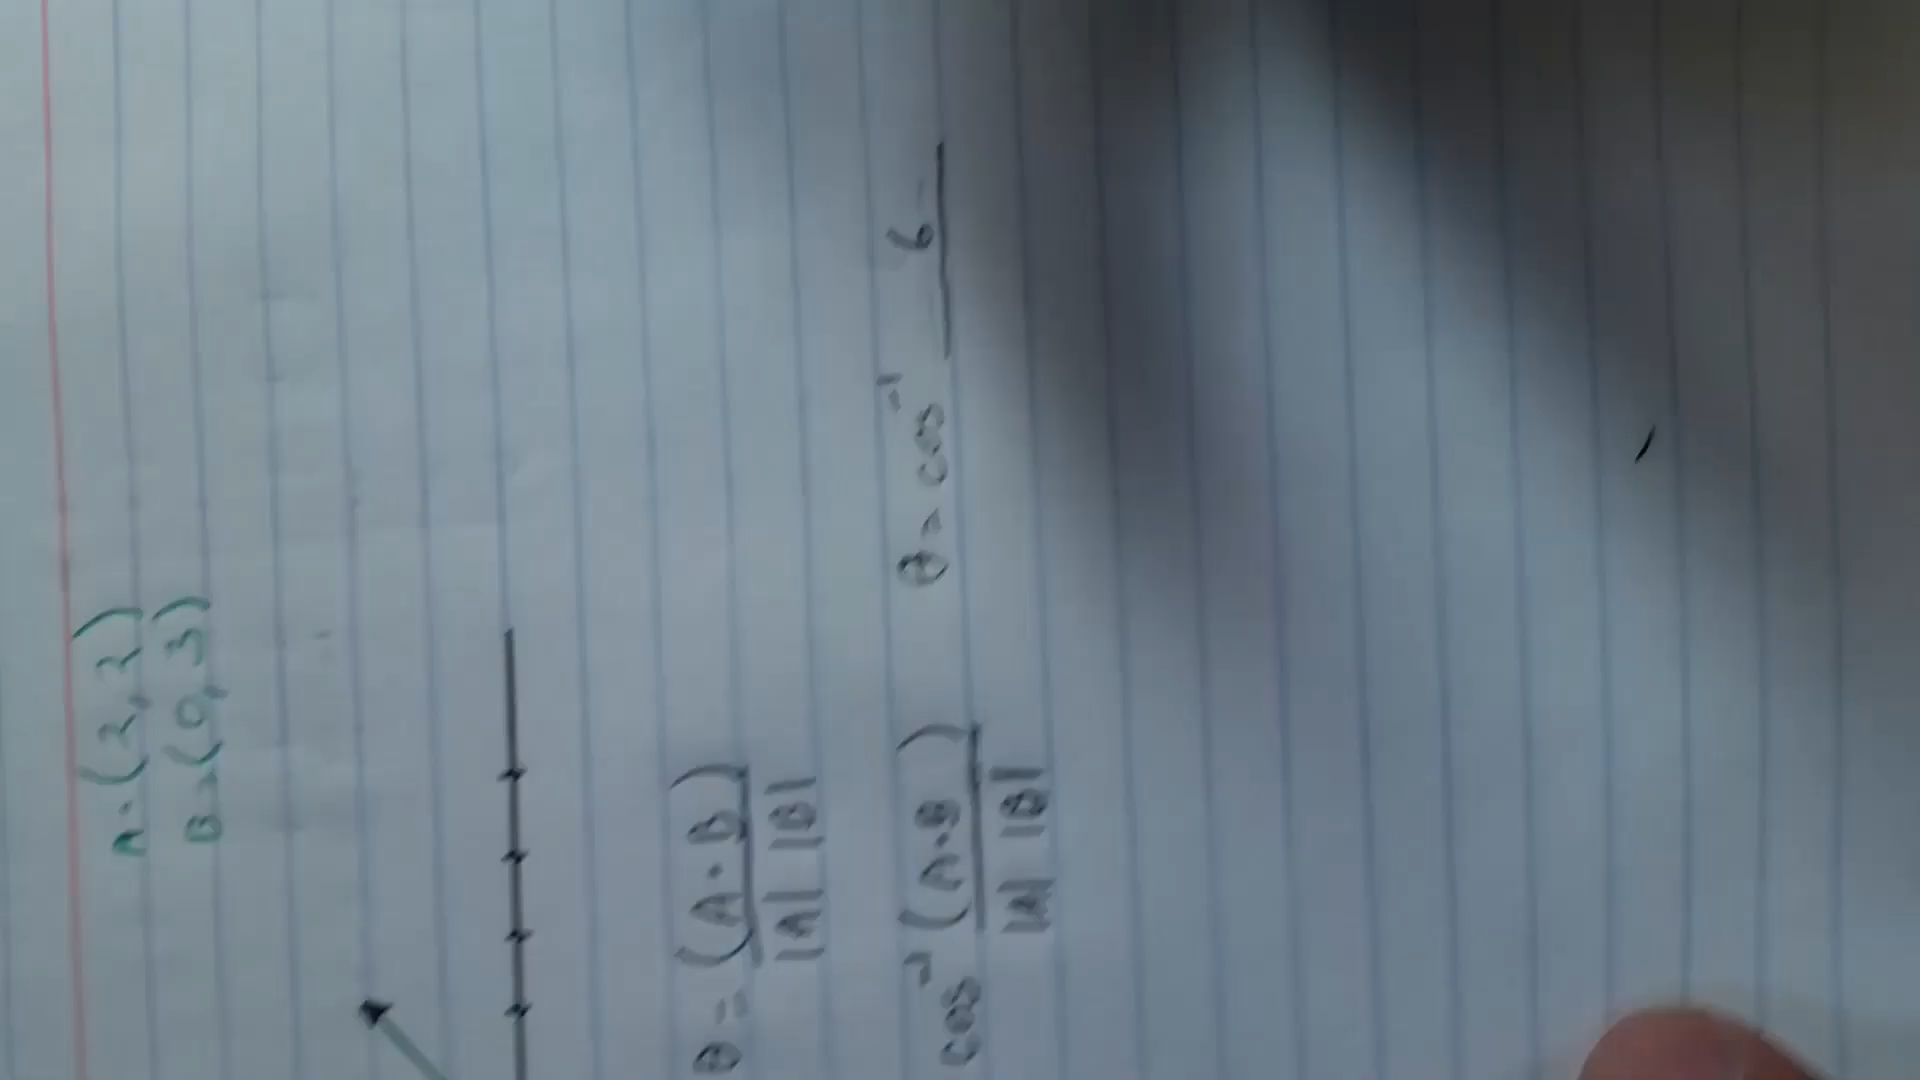 A = (2, 2)
B = (0, 3)
θ = (A · B)
|A| |B|
cos⁻¹ (A · B)
|A| |B|
θ = cos⁻¹ 6